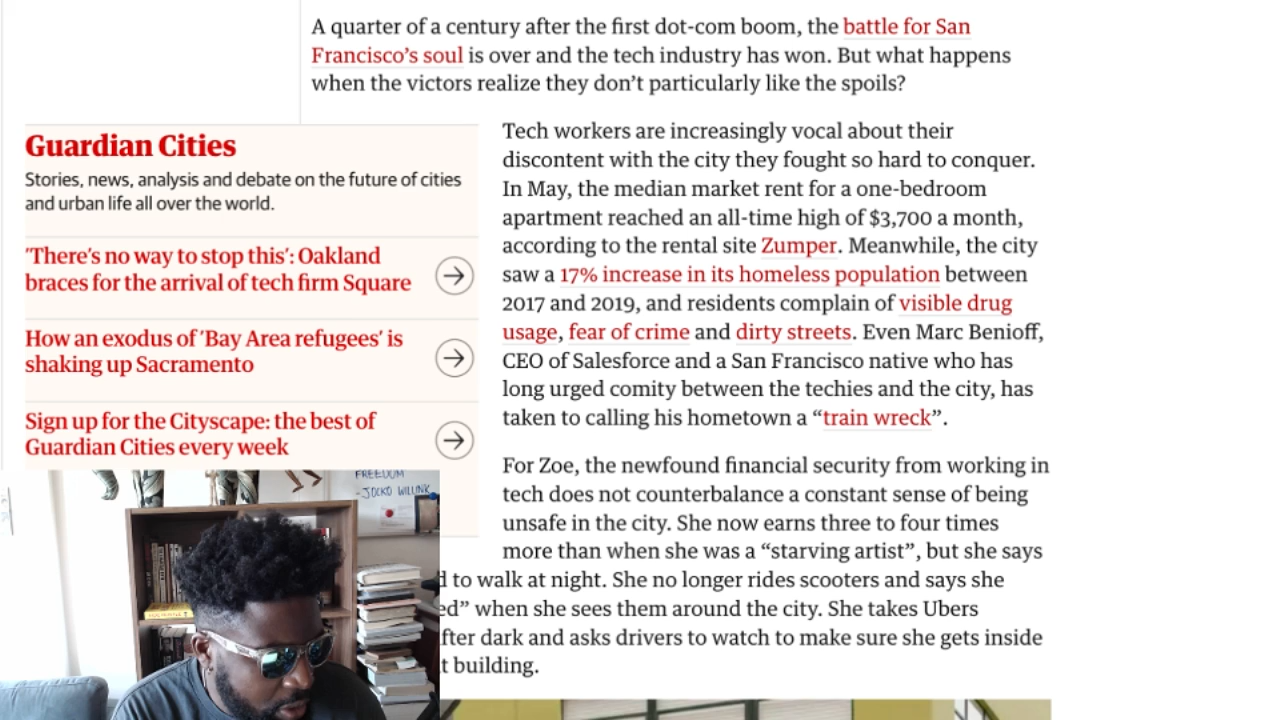 A quarter of a century after the first dot-com boom, the battle for San
Francisco’s soul is over and the tech industry has won. But what happens
when the victors realize they don’t particularly like the spoils?
Guardian Cities
Stories, news, analysis and debate on the future of cities
and urban life all over the world.
‘There’s no way to stop this’: Oakland
braces for the arrival of tech firm Square
How an exodus of ‘Bay Area refugees’ is
shaking up Sacramento
Sign up for the Cityscape: the best of
Guardian Cities every week
Tech workers are increasingly vocal about their
discontent with the city they fought so hard to conquer.
In May, the median market rent for a one-bedroom
apartment reached an all-time high of $3,700 a month,
according to the rental site Zumper. Meanwhile, the city
saw a 17% increase in its homeless population between
2017 and 2019, and residents complain of visible drug
usage, fear of crime and dirty streets. Even Marc Benioff,
CEO of Salesforce and a San Francisco native who has
long urged comity between the techies and the city, has
taken to calling his hometown a “train wreck”.
For Zoe, the newfound financial security from working in
tech does not counterbalance a constant sense of being
unsafe in the city. She now earns three to four times
more than when she was a “starving artist”, but she says
d to walk at night. She no longer rides scooters and says she
ed” when she sees them around the city. She takes Ubers
fter dark and asks drivers to watch to make sure she gets inside
t building.
FREEDOM
-JOCKO WILLINK